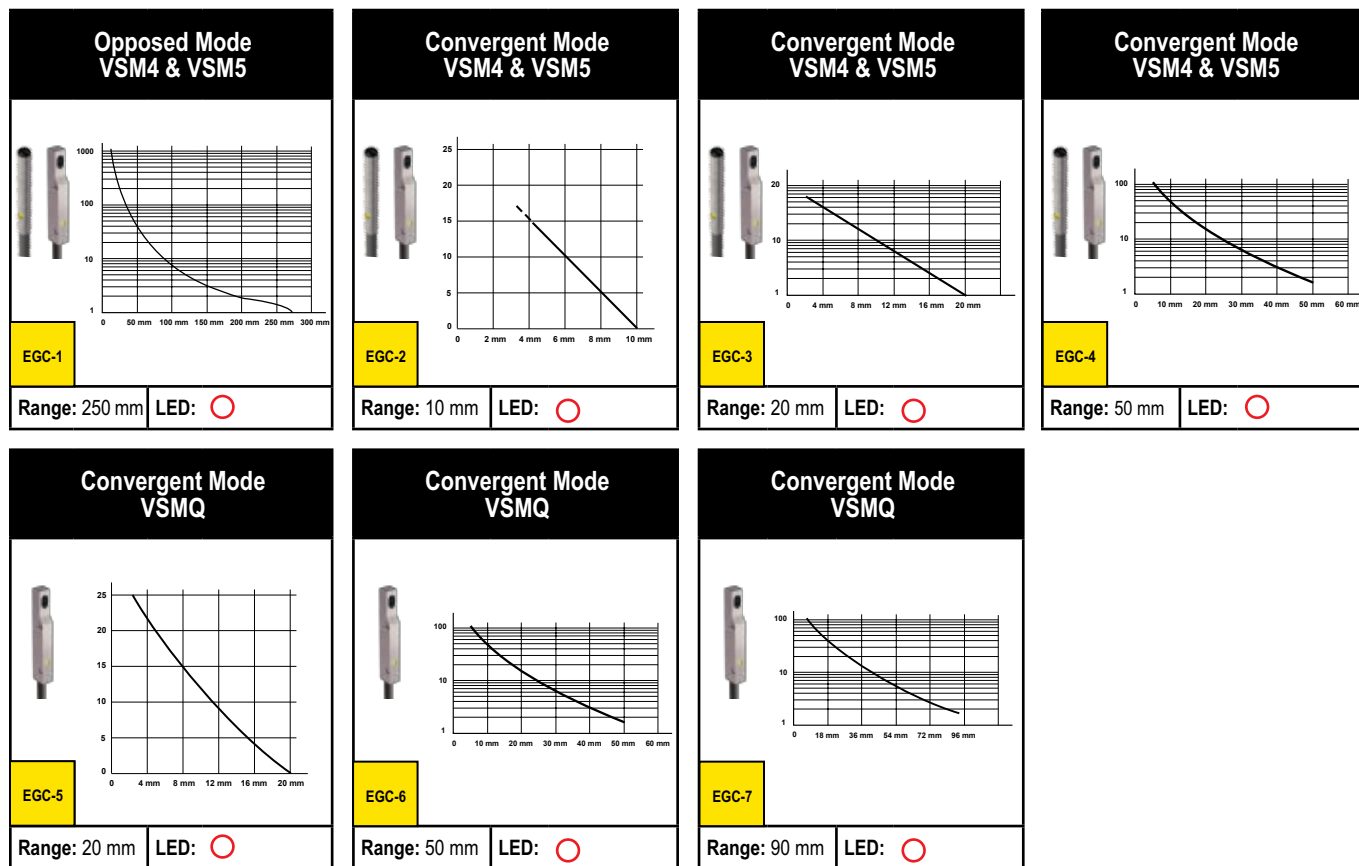 Opposed Mode
VSM4 & VSM5
1000
100
10
1
0 50 mm 100 mm 150 mm 200 mm 250 mm 300 mm
EGC-1
Range: 250 mm LED:
Convergent Mode
VSM4 & VSM5
25
20
15
10
5
0
0 2 mm 4 mm 6 mm 8 mm 10 mm
EGC-2
Range: 10 mm LED:
Convergent Mode
VSM4 & VSM5
20
10
1
0 4 mm 8 mm 12 mm 16 mm 20 mm
EGC-3
Range: 20 mm LED:
Convergent Mode
VSM4 & VSM5
100
10
1
0 10 mm 20 mm 30 mm 40 mm 50 mm 60 mm
EGC-4
Range: 50 mm LED:
Convergent Mode
VSMQ
25
20
15
10
5
0
0 4 mm 8 mm 12 mm 16 mm 20 mm
EGC-5
Range: 20 mm LED:
Convergent Mode
VSMQ
100
10
1
0 10 mm 20 mm 30 mm 40 mm 50 mm 60 mm
EGC-6
Range: 50 mm LED:
Convergent Mode
VSMQ
100
10
1
0 18 mm 36 mm 54 mm 72 mm 96 mm
EGC-7
Range: 90 mm LED: